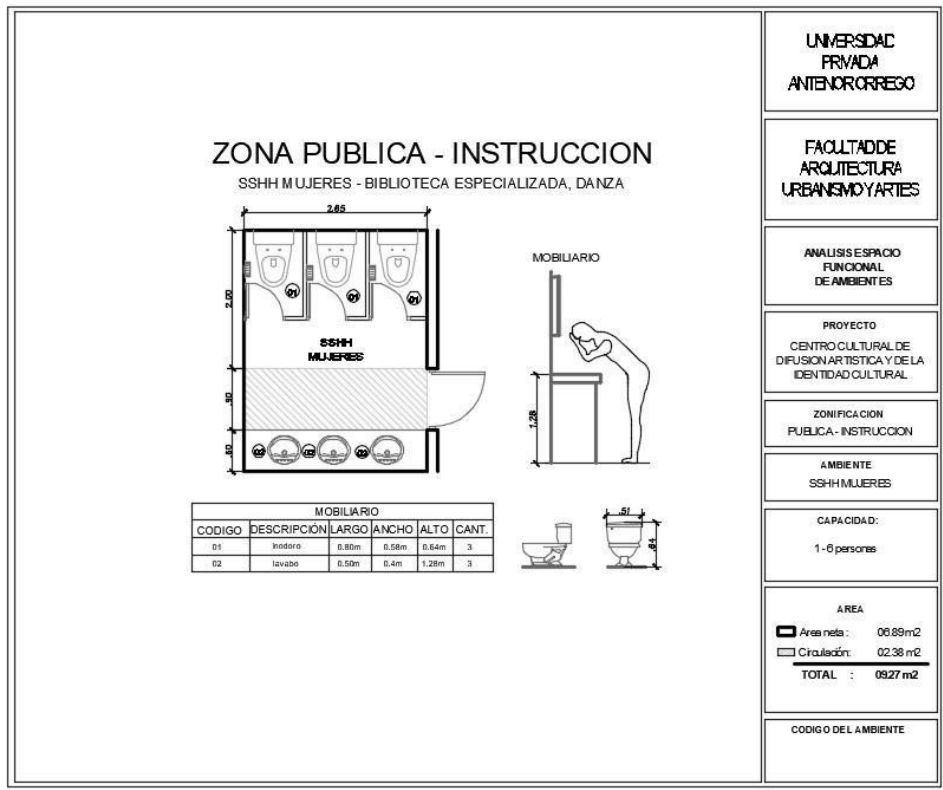 ZONA PUBLICA - INSTRUCCION
SSHH MUJERES - BIBLIOTECA ESPECIALIZADA, DANZA
2.65
2.00
.90
.60
01
01
01
SSHH
MUJERES
02
02
02
MOBILIARIO
1.28
MOBILIARIO
CODIGO DESCRIPCIÓN LARGO ANCHO ALTO CANT.
01 Inodoro 0.80m 0.58m 0.64m 3
02 lavabo 0.50m 0.4m 1.28m 3
.51
.64
UNIVERSIDAD
PRIVADA
ANTENOR ORREGO
FACULTAD DE
ARQUITECTURA
URBANISMO Y ARTES
ANALISIS ESPACIO
FUNCIONAL
DE AMBIENTES
PROYECTO
CENTRO CULTURAL DE
DIFUSION ARTISTICA Y DE LA
IDENTIDAD CULTURAL
ZONIFICACION
PUBLICA - INSTRUCCION
AMBIENTE
SSHH MUJERES
CAPACIDAD:
1 - 6 personas
AREA
Area neta : 06.89 m2
Circulación: 02.38 m2
TOTAL : 09.27 m2
CODIGO DEL AMBIENTE